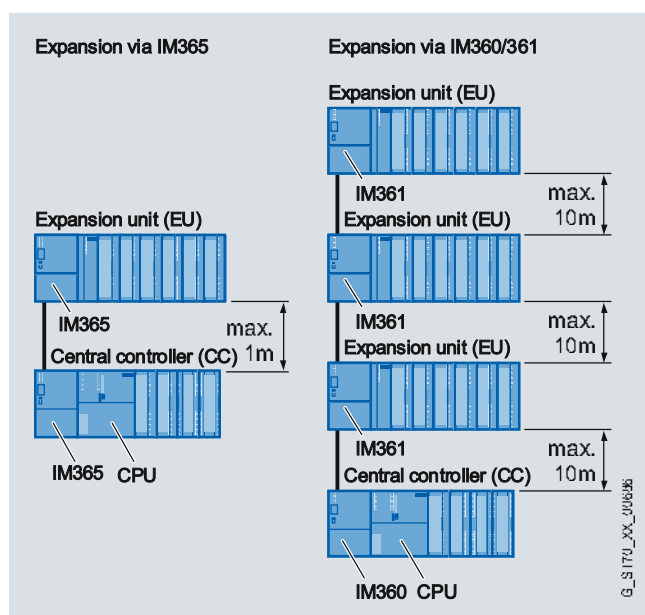 Expansion via IM365
Expansion unit (EU)
IM365
max.
1m
Central controller (CC)
IM365
CPU
Expansion via IM360/361
Expansion unit (EU)
IM361
max.
10m
Expansion unit (EU)
IM361
max.
10m
Expansion unit (EU)
IM361
max.
10m
Central controller (CC)
IM360
CPU